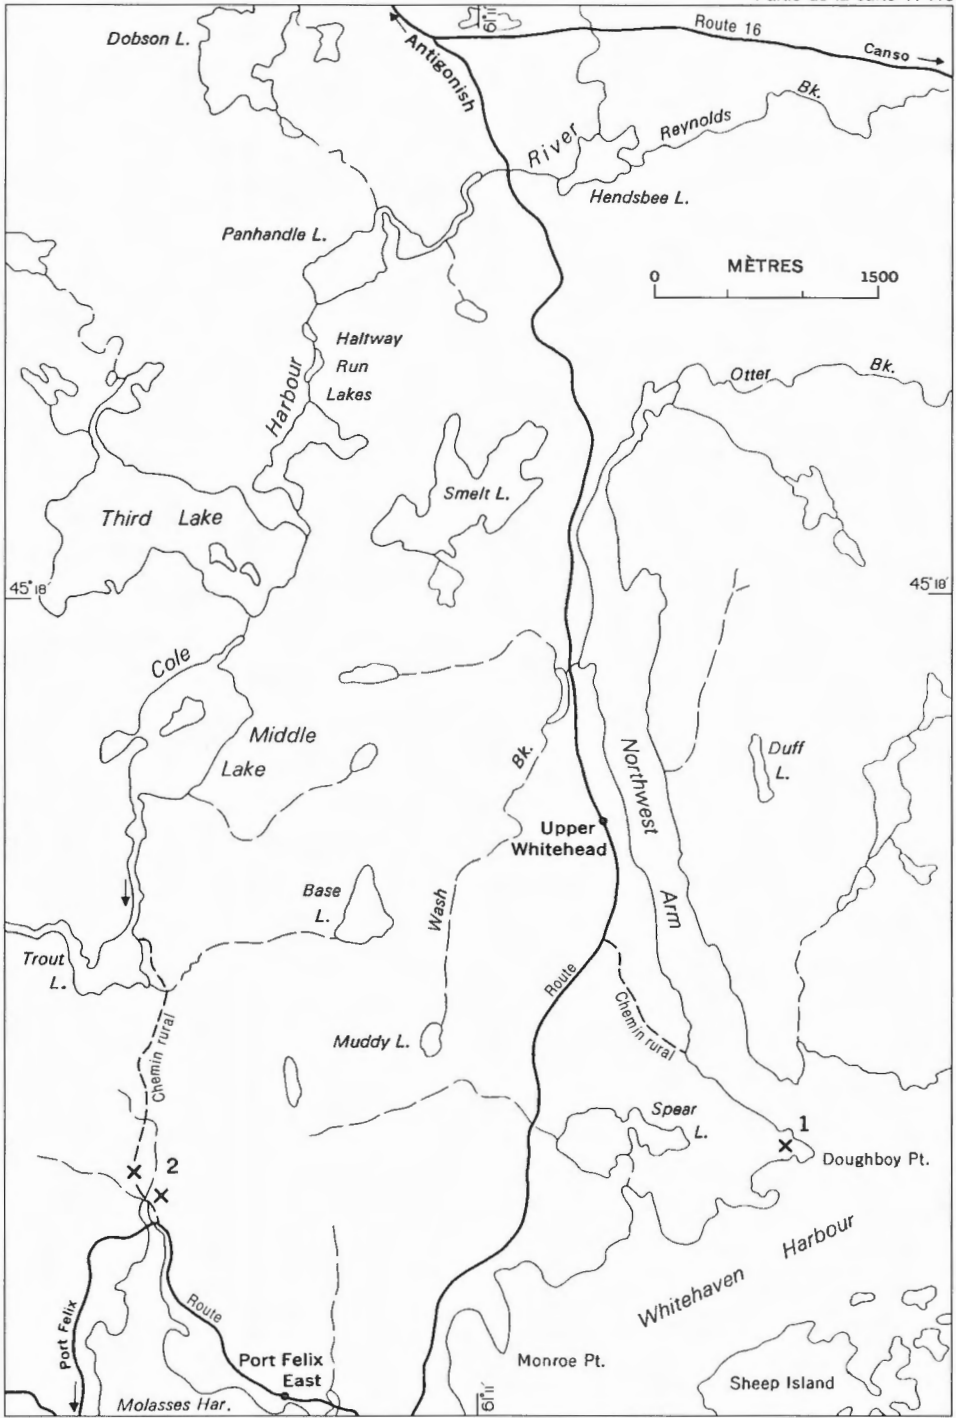 61°11'
Route 16
Canso
Dobson L.
Antigonish
Bk.
Reynolds
River
Hendsbee L.
Panhandle L.
MÈTRES
0 1500
Halfway
Run
Lakes
Harbour
Otter
Bk.
Smelt L.
Third Lake
45°18'
45°18'
Cole
Middle
Lake
Bk.
Northwest
Arm
Duff
L.
Upper
Whitehead
Base
L.
Wash
Trout
L.
Route
Chemin rural
Chemin rural
Muddy L.
Spear
L.
1
Doughboy Pt.
2
Whitehaven Harbour
Route
Port Felix
Port Felix
East
Monroe Pt.
Sheep Island
Molasses Har.
61°11'